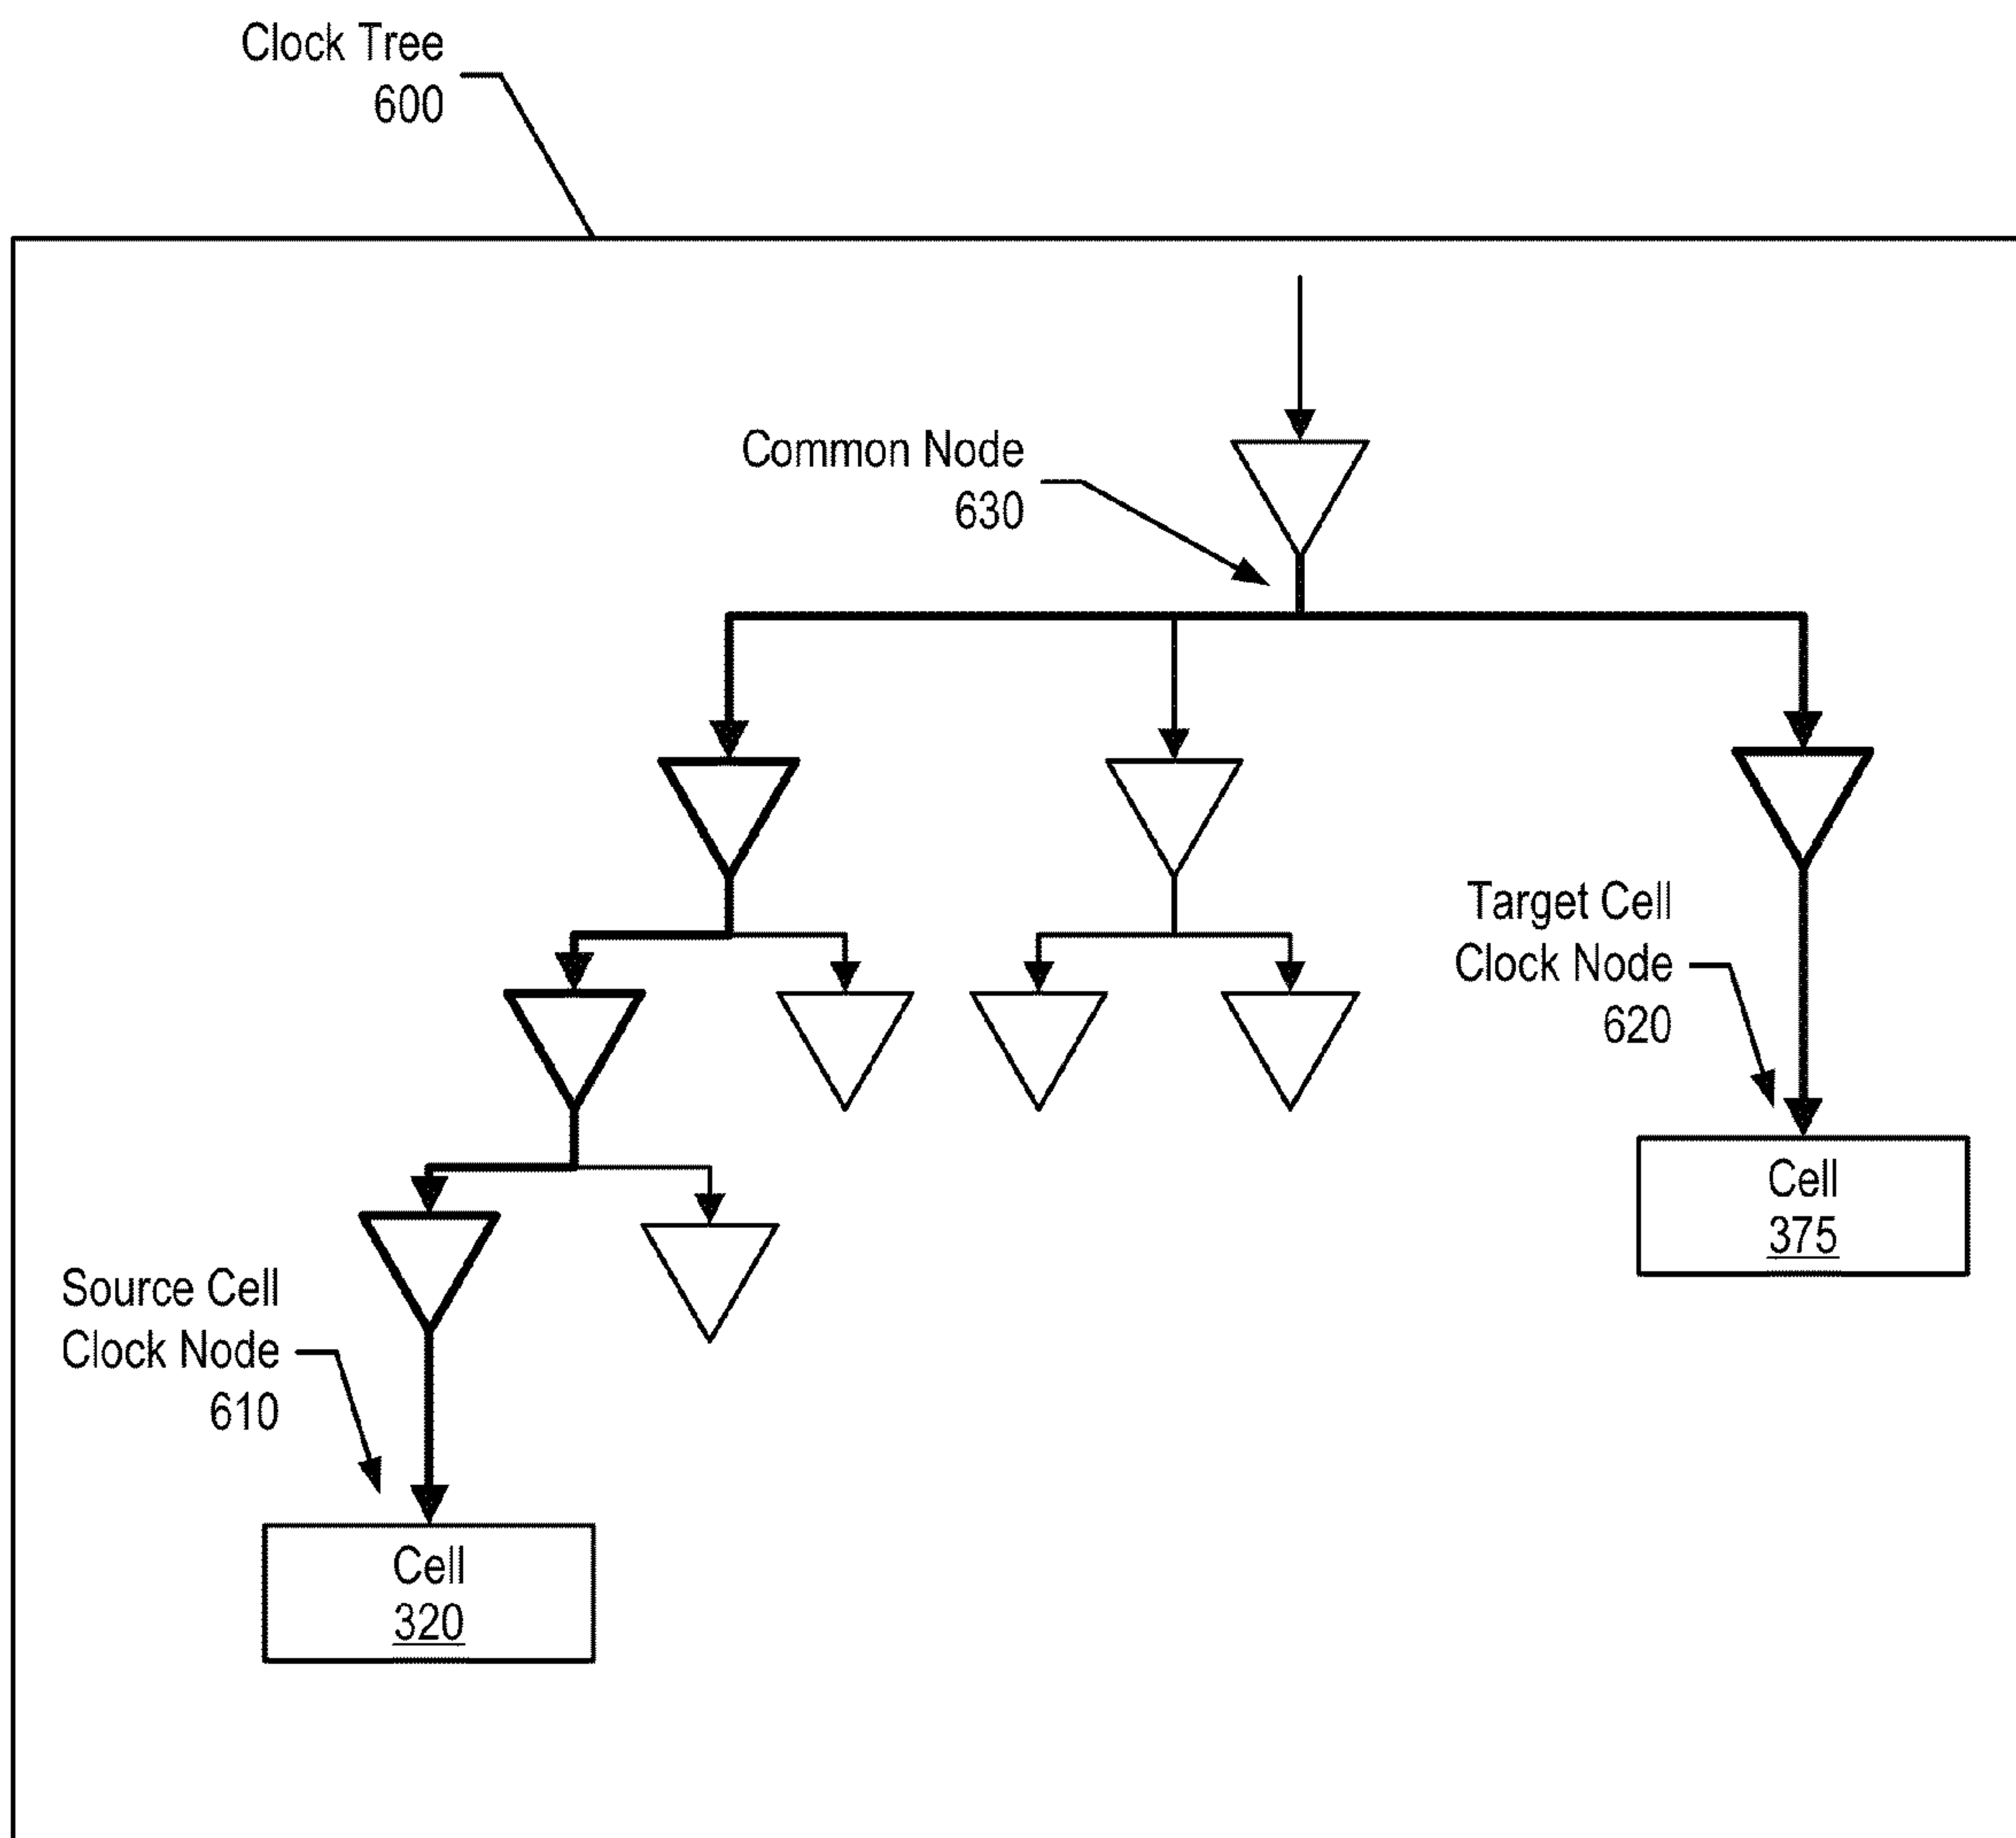 Clock Tree
600
Common Node
630
Target Cell
Clock Node
620
Cell
375
Source Cell
Clock Node
610
Cell
320